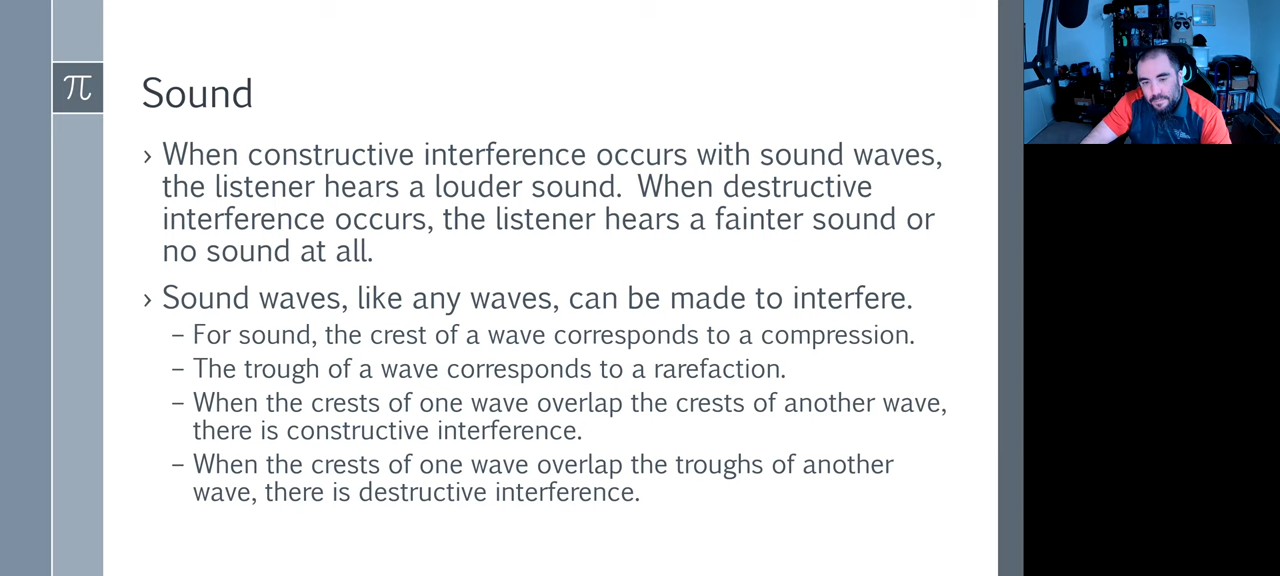 π
Sound
› When constructive interference occurs with sound waves,
the listener hears a louder sound.  When destructive
interference occurs, the listener hears a fainter sound or
no sound at all.
› Sound waves, like any waves, can be made to interfere.
– For sound, the crest of a wave corresponds to a compression.
– The trough of a wave corresponds to a rarefaction.
– When the crests of one wave overlap the crests of another wave,
there is constructive interference.
– When the crests of one wave overlap the troughs of another
wave, there is destructive interference.